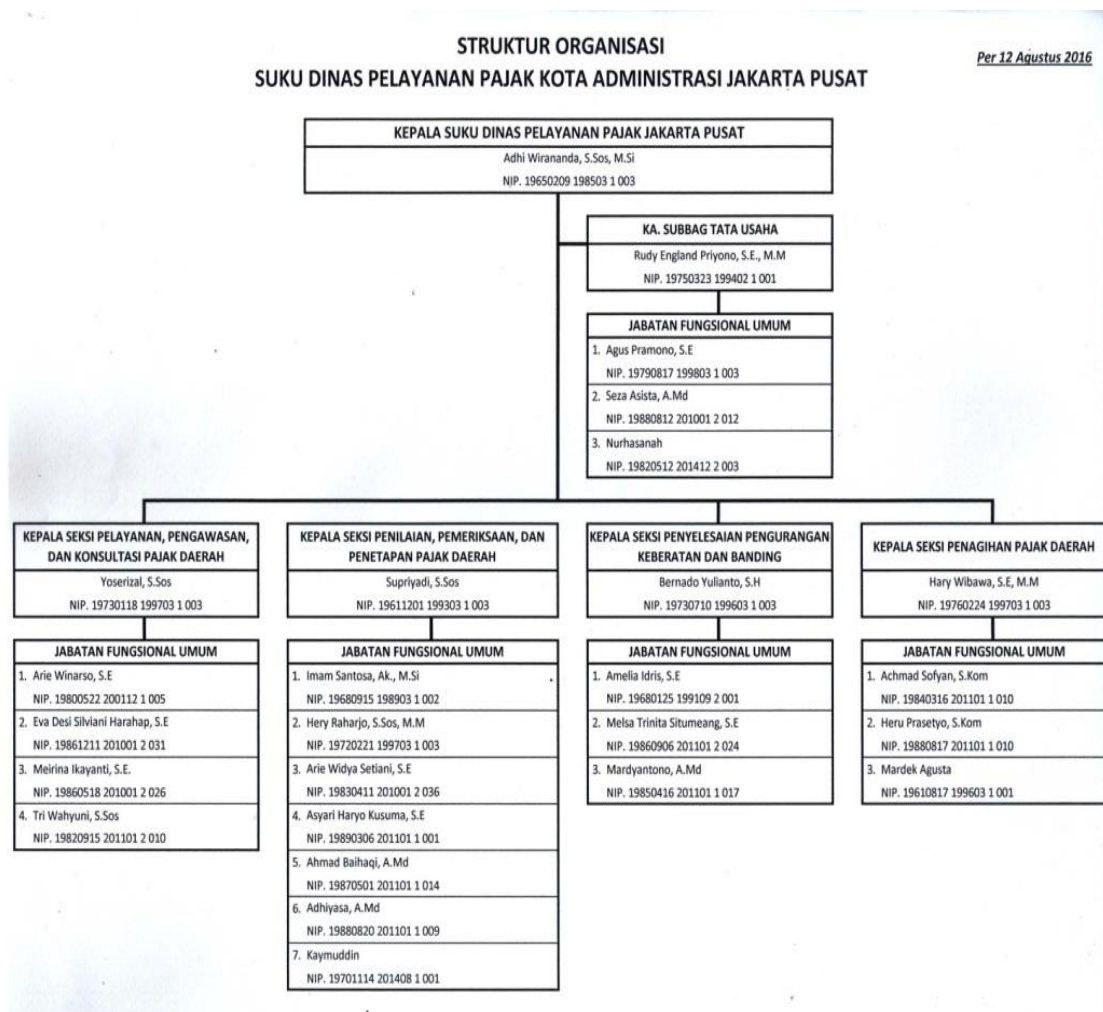 STRUKTUR ORGANISASI
SUKU DINAS PELAYANAN PAJAK KOTA ADMINISTRASI JAKARTA PUSAT
Per 12 Agustus 2016
KEPALA SUKU DINAS PELAYANAN PAJAK JAKARTA PUSAT
Adhi Wirananda, S.Sos, M.Si
NIP. 19650209 198503 1 003
KA. SUBBAG TATA USAHA
Rudy England Priyono, S.E., M.M
NIP. 19750323 199402 1 001
JABATAN FUNGSIONAL UMUM
1. Agus Pramono, S.E
NIP. 19790817 199803 1 003
2. Seza Asista, A.Md
NIP. 19880812 201001 2 012
3. Nurhasanah
NIP. 19820512 201412 2 003
KEPALA SEKSI PELAYANAN, PENGAWASAN,
DAN KONSULTASI PAJAK DAERAH
Yoserizal, S.Sos
NIP. 19730118 199703 1 003
JABATAN FUNGSIONAL UMUM
1. Arie Winarso, S.E
NIP. 19800522 200112 1 005
2. Eva Desi Silviani Harahap, S.E
NIP. 19861211 201001 2 031
3. Meirina Ikayanti, S.E.
NIP. 19860518 201001 2 026
4. Tri Wahyuni, S.Sos
NIP. 19820915 201101 2 010
KEPALA SEKSI PENILAIAN, PEMERIKSAAN, DAN
PENETAPAN PAJAK DAERAH
Supriyadi, S.Sos
NIP. 19611201 199303 1 003
JABATAN FUNGSIONAL UMUM
1. Imam Santosa, Ak., M.Si
NIP. 19680915 198903 1 002
2. Hery Raharjo, S.Sos, M.M
NIP. 19720221 199703 1 003
3. Arie Widya Setiani, S.E
NIP. 19830411 201001 2 036
4. Asyari Haryo Kusuma, S.E
NIP. 19890306 201101 1 001
5. Ahmad Baihaqi, A.Md
NIP. 19870501 201101 1 014
6. Adhiyasa, A.Md
NIP. 19880820 201101 1 009
7. Kaymuddin
NIP. 19701114 201408 1 001
KEPALA SEKSI PENYELESAIAN PENGURANGAN
KEBERATAN DAN BANDING
Bernado Yulianto, S.H
NIP. 19730710 199603 1 003
JABATAN FUNGSIONAL UMUM
1. Amelia Idris, S.E
NIP. 19680125 199109 2 001
2. Melsa Trinita Situmeang, S.E
NIP. 19860906 201101 2 024
3. Mardyantono, A.Md
NIP. 19850416 201101 1 017
KEPALA SEKSI PENAGIHAN PAJAK DAERAH
Hary Wibawa, S.E, M.M
NIP. 19760224 199703 1 003
JABATAN FUNGSIONAL UMUM
1. Achmad Sofyan, S.Kom
NIP. 19840316 201101 1 010
2. Heru Prasetyo, S.Kom
NIP. 19880817 201101 1 010
3. Mardek Agusta
NIP. 19610817 199603 1 001